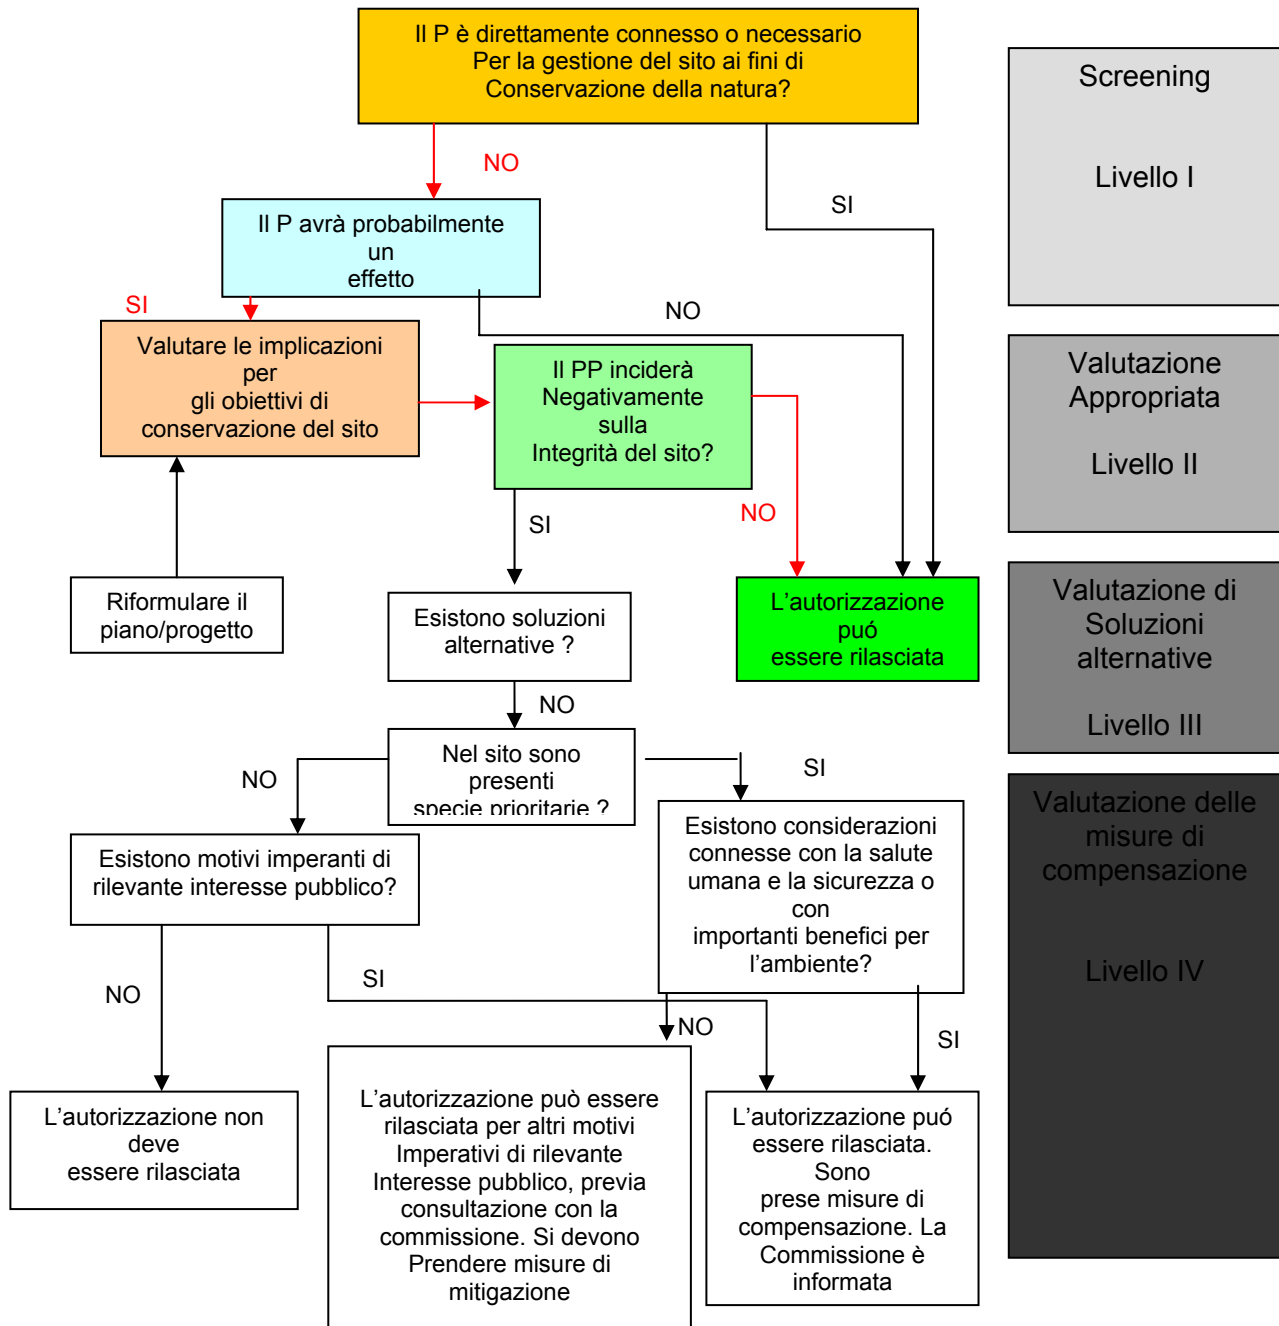 Il P è direttamente connesso o necessario
Per la gestione del sito ai fini di
Conservazione della natura?
Screening
Livello I
NO
SI
Il P avrà probabilmente
un
effetto
SI
NO
Valutare le implicazioni
per
gli obiettivi di
conservazione del sito
Il PP inciderà
Negativamente
sulla
Integrità del sito?
Valutazione
Appropriata
Livello II
SI
NO
Riformulare il
piano/progetto
Esistono soluzioni
alternative ?
L'autorizzazione
puó
essere rilasciata
Valutazione di
Soluzioni
alternative
Livello III
NO
Nel sito sono
presenti
specie prioritarie ?
NO
SI
Esistono motivi imperanti di
rilevante interesse pubblico?
Esistono considerazioni
connesse con la salute
umana e la sicurezza o
con
importanti benefici per
l'ambiente?
Valutazione delle
misure di
compensazione
Livello IV
NO
SI
NO
SI
L'autorizzazione non
deve
essere rilasciata
L'autorizzazione può essere
rilasciata per altri motivi
Imperativi di rilevante
Interesse pubblico, previa
consultazione con la
commissione. Si devono
Prendere misure di
mitigazione
L'autorizzazione puó
essere rilasciata.
Sono
prese misure di
compensazione. La
Commissione è
informata